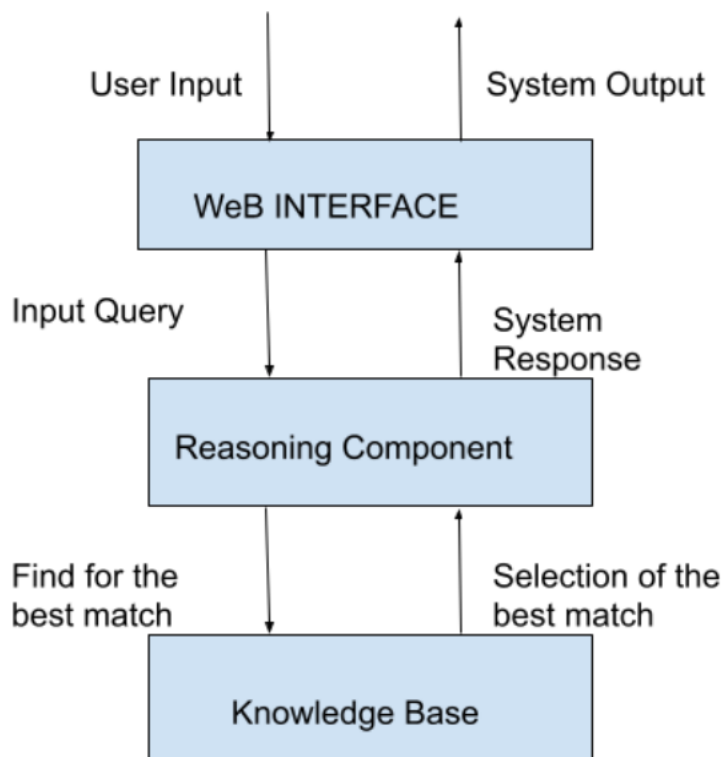 User Input
System Output
WeB INTERFACE
Input Query
System
Response
Reasoning Component
Find for the
best match
Selection of the
best match
Knowledge Base